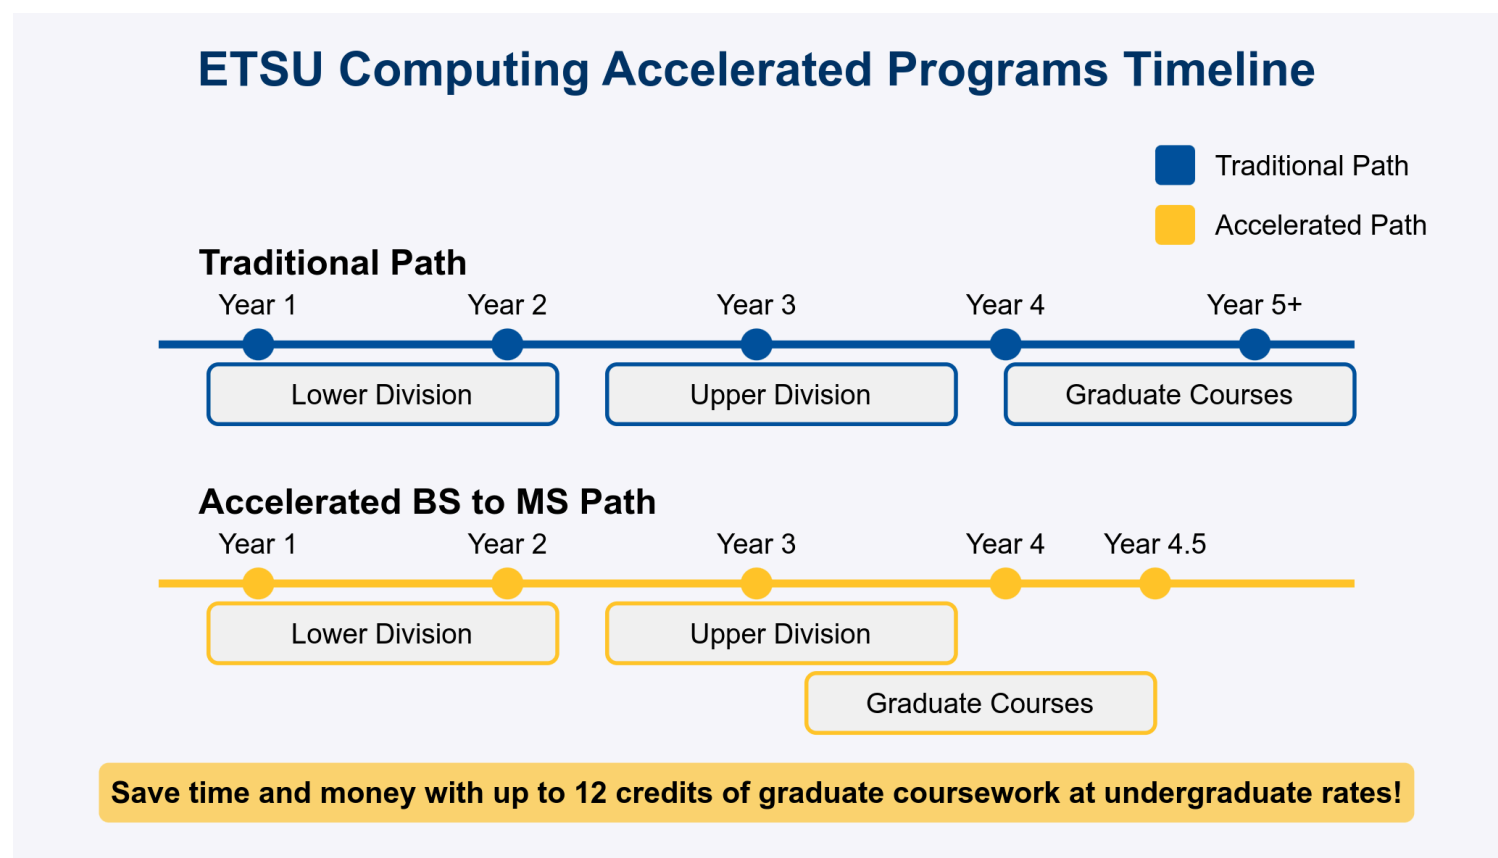 ETSU Computing Accelerated Programs Timeline
Traditional Path
Accelerated Path
Traditional Path
Year 1 Year 2 Year 3 Year 4 Year 5+
Lower Division Upper Division Graduate Courses
Accelerated BS to MS Path
Year 1 Year 2 Year 3 Year 4 Year 4.5
Lower Division Upper Division
Graduate Courses
Save time and money with up to 12 credits of graduate coursework at undergraduate rates!